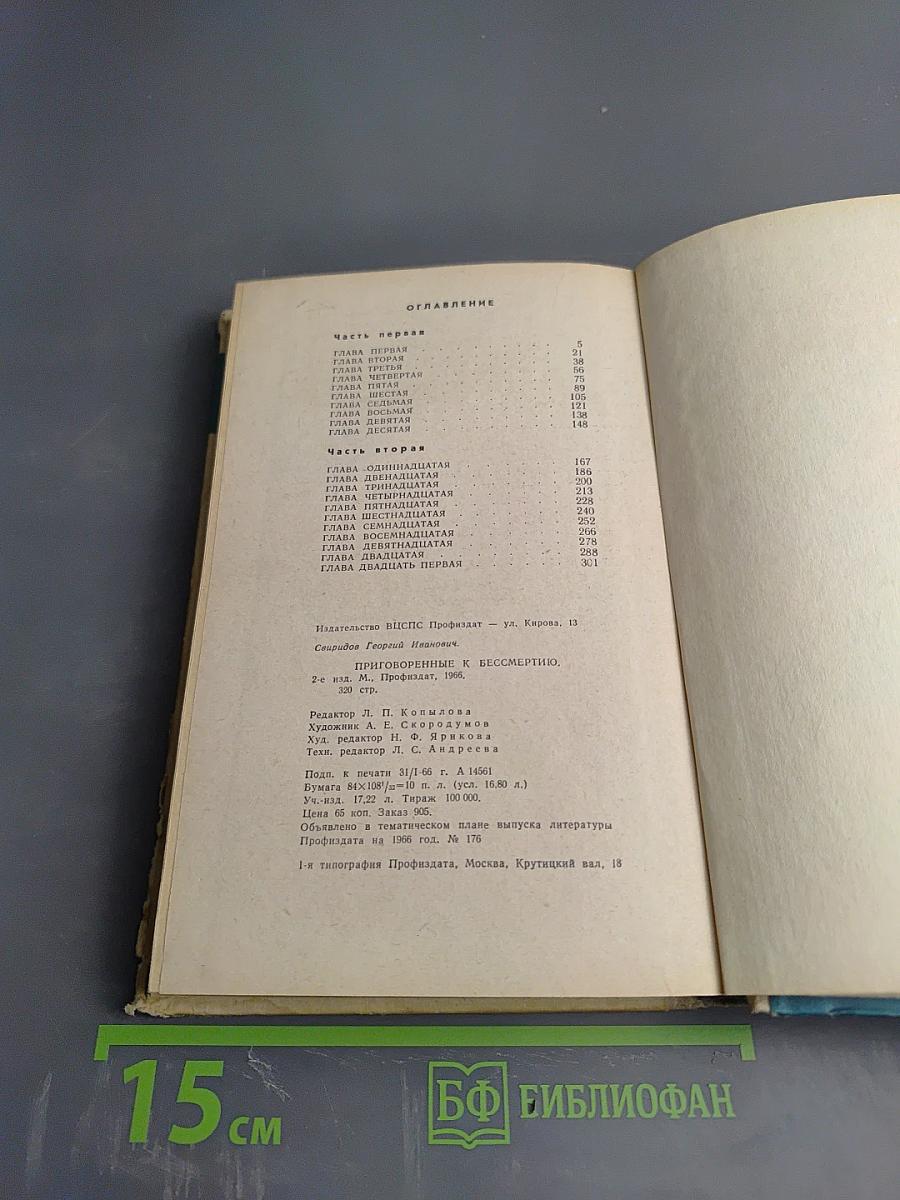 ОГЛАВЛЕНИЕ
Часть первая
ГЛАВА ПЕРВАЯ . . . . . . . . 5
ГЛАВА ВТОРАЯ . . . . . . . . 21
ГЛАВА ТРЕТЬЯ . . . . . . . . 38
ГЛАВА ЧЕТВЕРТАЯ . . . . . . . . 56
ГЛАВА ПЯТАЯ . . . . . . . . 75
ГЛАВА ШЕСТАЯ . . . . . . . . 89
ГЛАВА СЕДЬМАЯ . . . . . . . . 105
ГЛАВА ВОСЬМАЯ . . . . . . . . 121
ГЛАВА ДЕВЯТАЯ . . . . . . . . 138
ГЛАВА ДЕСЯТАЯ . . . . . . . . 148
Часть вторая
ГЛАВА ОДИННАДЦАТАЯ . . . . . . 167
ГЛАВА ДВЕНАДЦАТАЯ . . . . . . 186
ГЛАВА ТРИНАДЦАТАЯ . . . . . . 200
ГЛАВА ЧЕТЫРНАДЦАТАЯ . . . . . . 213
ГЛАВА ПЯТНАДЦАТАЯ . . . . . . 228
ГЛАВА ШЕСТНАДЦАТАЯ . . . . . . 240
ГЛАВА СЕМНАДЦАТАЯ . . . . . . 252
ГЛАВА ВОСЕМНАДЦАТАЯ . . . . . . 266
ГЛАВА ДЕВЯТНАДЦАТАЯ . . . . . . 278
ГЛАВА ДВАДЦАТАЯ . . . . . . 288
ГЛАВА ДВАДЦАТЬ ПЕРВАЯ . . . . . . 301
Издательство ВЦСПС Профиздат — ул. Кирова, 13
Свиридов Георгий Иванович.
ПРИГОВОРЕННЫЕ К БЕССМЕРТИЮ.
2-е изд. М., Профиздат, 1966.
320 стр.
Редактор Л. П. Копылова
Художник А. Е. Скородумов
Худ. редактор Н. Ф. Ярикова
Техн. редактор Л. С. Андреева
Подп. к печати 31/I-66 г. А 14561
Бумага 84×108¹/₃₂=10 п. л. (усл. 16,80 л.)
Уч.-изд. 17,22 л. Тираж 100 000.
Цена 65 коп. Заказ 905.
Объявлено в тематическом плане выпуска литературы
Профиздата на 1966 год. № 176
1-я типография Профиздата, Москва, Крутицкий вал, 18
15 см
БФ БИБЛИОФАН